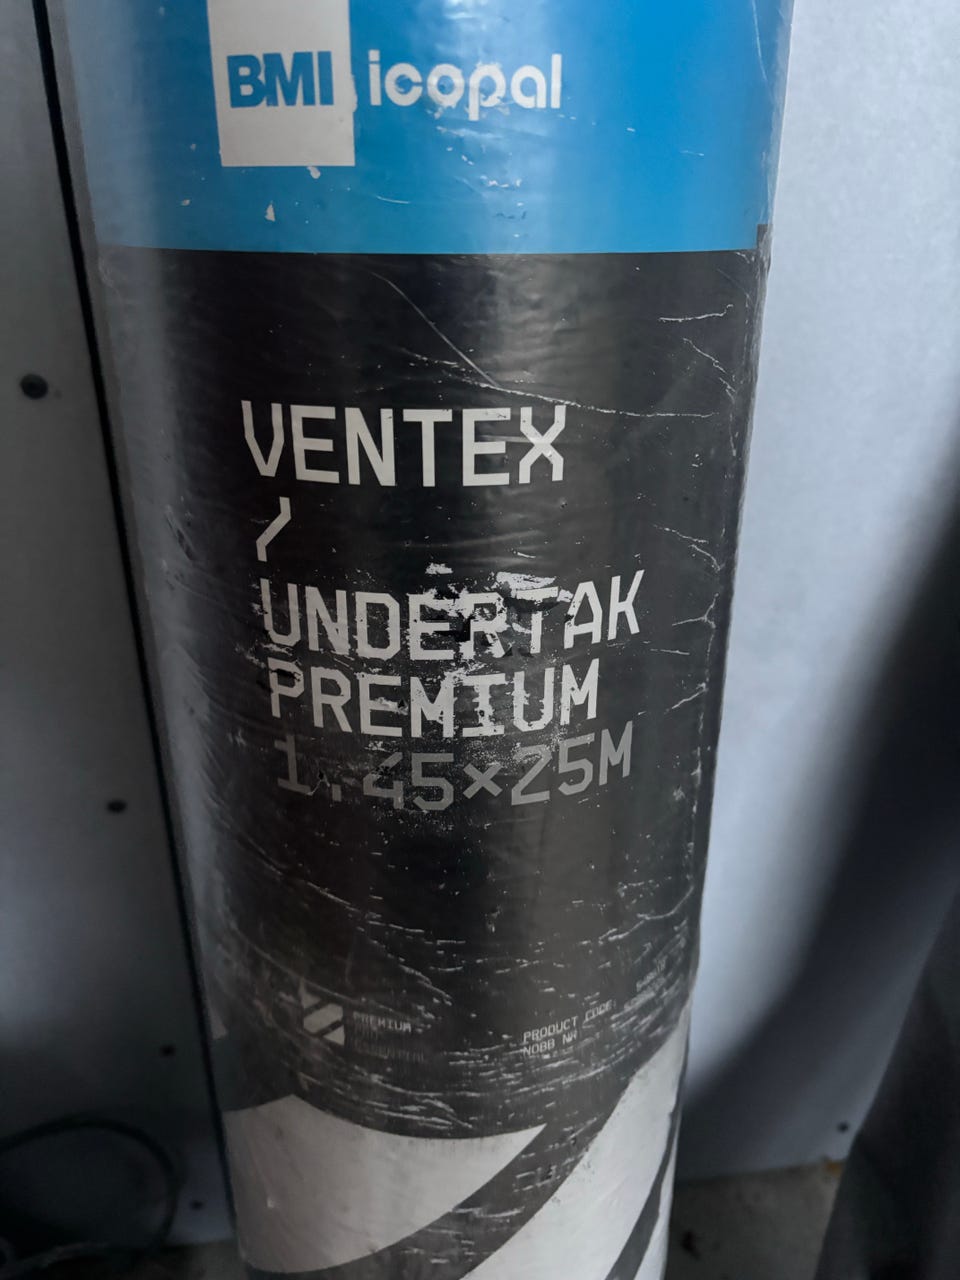 BMI icopal
VENTEX
/
UNDERTAK
PREMIUM
1.45×25M
PREMIUM
PRODUCT CODE:
NOBB NR